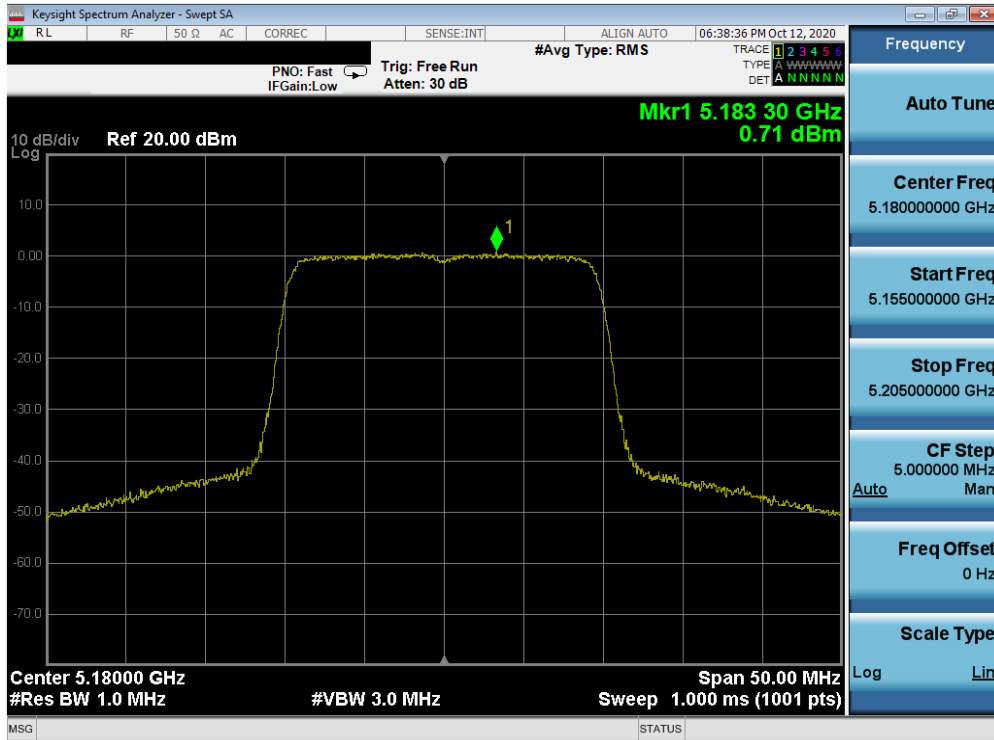 Keysight Spectrum Analyzer - Swept SA
LXI RL RF 50 Ω AC CORREC SENSE:INT ALIGN AUTO 06:38:36 PM Oct 12, 2020
#Avg Type: RMS
TRACE 1 2 3 4 5 6
TYPE A WWWWW
DET A N N N N N
PNO: Fast
IFGain:Low
Trig: Free Run
Atten: 30 dB
Mkr1 5.183 30 GHz
0.71 dBm
10 dB/div Ref 20.00 dBm
Log
10.0
0.00
-10.0
-20.0
-30.0
-40.0
-50.0
-60.0
-70.0
1
Center 5.18000 GHz Span 50.00 MHz
#Res BW 1.0 MHz #VBW 3.0 MHz Sweep 1.000 ms (1001 pts)
MSG STATUS
Frequency
Auto Tune
Center Freq
5.180000000 GHz
Start Freq
5.155000000 GHz
Stop Freq
5.205000000 GHz
CF Step
5.000000 MHz
Auto Man
Freq Offset
0 Hz
Scale Type
Log Lin